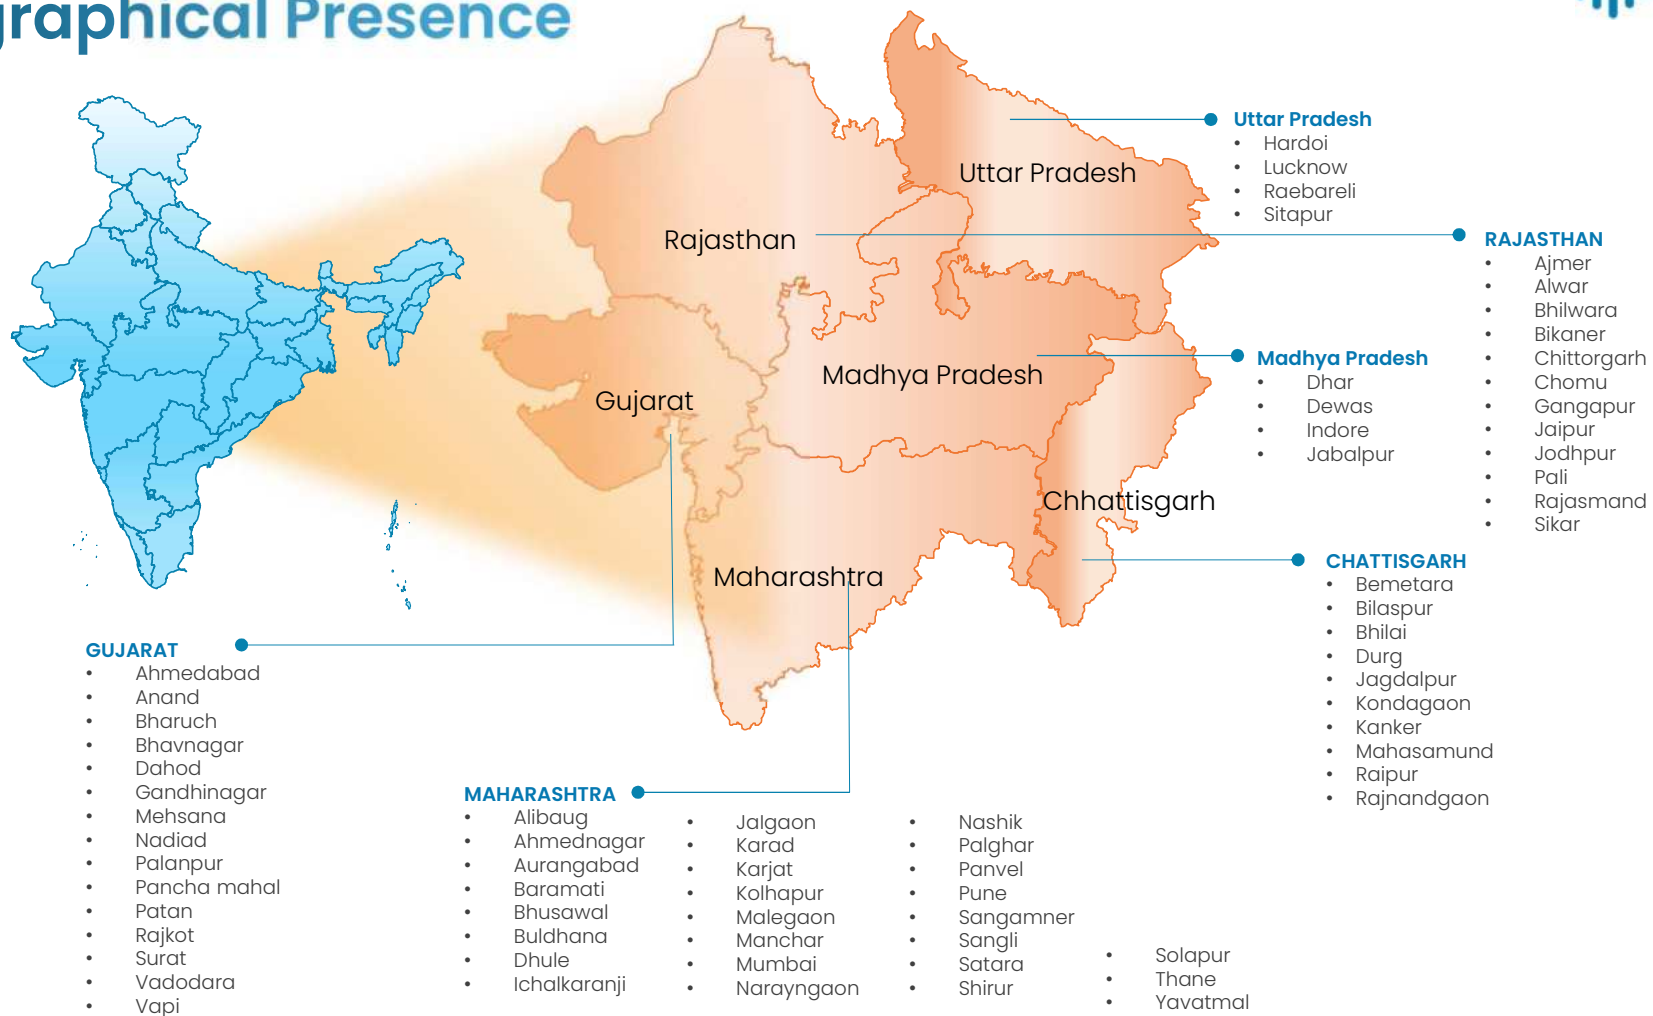 graphical Presence
Uttar Pradesh
Rajasthan
Madhya Pradesh
Gujarat
Chhattisgarh
Maharashtra
Uttar Pradesh
• Hardoi
• Lucknow
• Raebareli
• Sitapur
RAJASTHAN
• Ajmer
• Alwar
• Bhilwara
• Bikaner
• Chittorgarh
• Chomu
• Gangapur
• Jaipur
• Jodhpur
• Pali
• Rajasmand
• Sikar
Madhya Pradesh
• Dhar
• Dewas
• Indore
• Jabalpur
CHATTISGARH
• Bemetara
• Bilaspur
• Bhilai
• Durg
• Jagdalpur
• Kondagaon
• Kanker
• Mahasamund
• Raipur
• Rajnandgaon
GUJARAT
• Ahmedabad
• Anand
• Bharuch
• Bhavnagar
• Dahod
• Gandhinagar
• Mehsana
• Nadiad
• Palanpur
• Pancha mahal
• Patan
• Rajkot
• Surat
• Vadodara
• Vapi
MAHARASHTRA
• Alibaug
• Ahmednagar
• Aurangabad
• Baramati
• Bhusawal
• Buldhana
• Dhule
• Ichalkaranji
• Jalgaon
• Karad
• Karjat
• Kolhapur
• Malegaon
• Manchar
• Mumbai
• Narayngaon
• Nashik
• Palghar
• Panvel
• Pune
• Sangamner
• Sangli
• Satara
• Shirur
• Solapur
• Thane
• Yavatmal